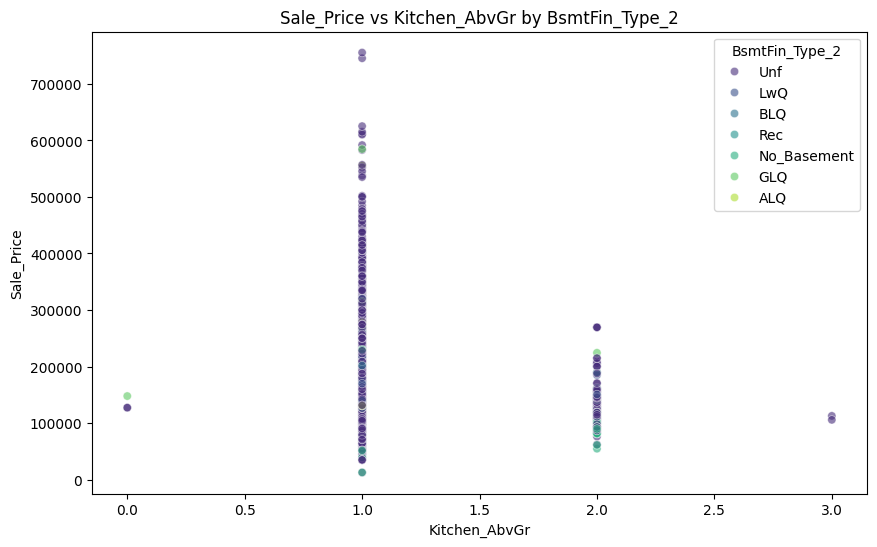 Sale_Price vs Kitchen_AbvGr by BsmtFin_Type_2
BsmtFin_Type_2
Unf
LwQ
BLQ
Rec
No_Basement
GLQ
ALQ
Sale_Price
700000
600000
500000
400000
300000
200000
100000
0
0.0
0.5
1.0
1.5
2.0
2.5
3.0
Kitchen_AbvGr